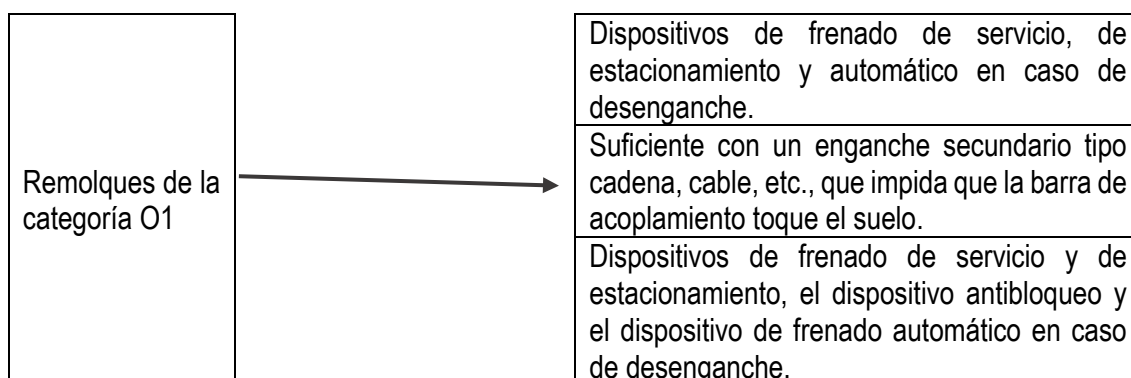 Remolques de la
categoría O1
Dispositivos de frenado de servicio, de
estacionamiento y automático en caso de
desenganche.
Suficiente con un enganche secundario tipo
cadena, cable, etc., que impida que la barra de
acoplamiento toque el suelo.
Dispositivos de frenado de servicio y de
estacionamiento, el dispositivo antibloqueo y
el dispositivo de frenado automático en caso
de desenganche.